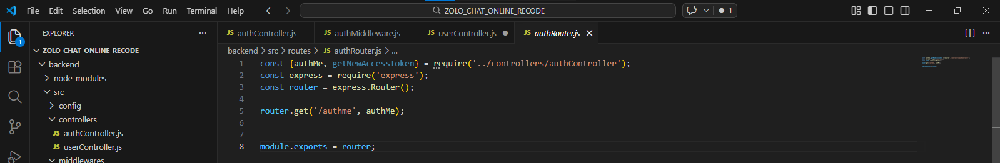 File Edit Selection View Go Run Terminal Help ZOLO_CHAT_ONLINE_RECODE 1
EXPLORER
1
ZOLO_CHAT_ONLINE_RECODE
backend
node_modules
src
config
controllers
JS authController.js
JS userController.js
middlewares
JS authController.js JS authMiddleware.js JS userController.js JS authRouter.js
backend > src > routes > JS authRouter.js > ...
1 const {authMe, getNewAccessToken} = require('../controllers/authController');
2 const express = require('express');
3 const router = express.Router();
4
5 router.get('/authme', authMe);
6
7
8 module.exports = router;